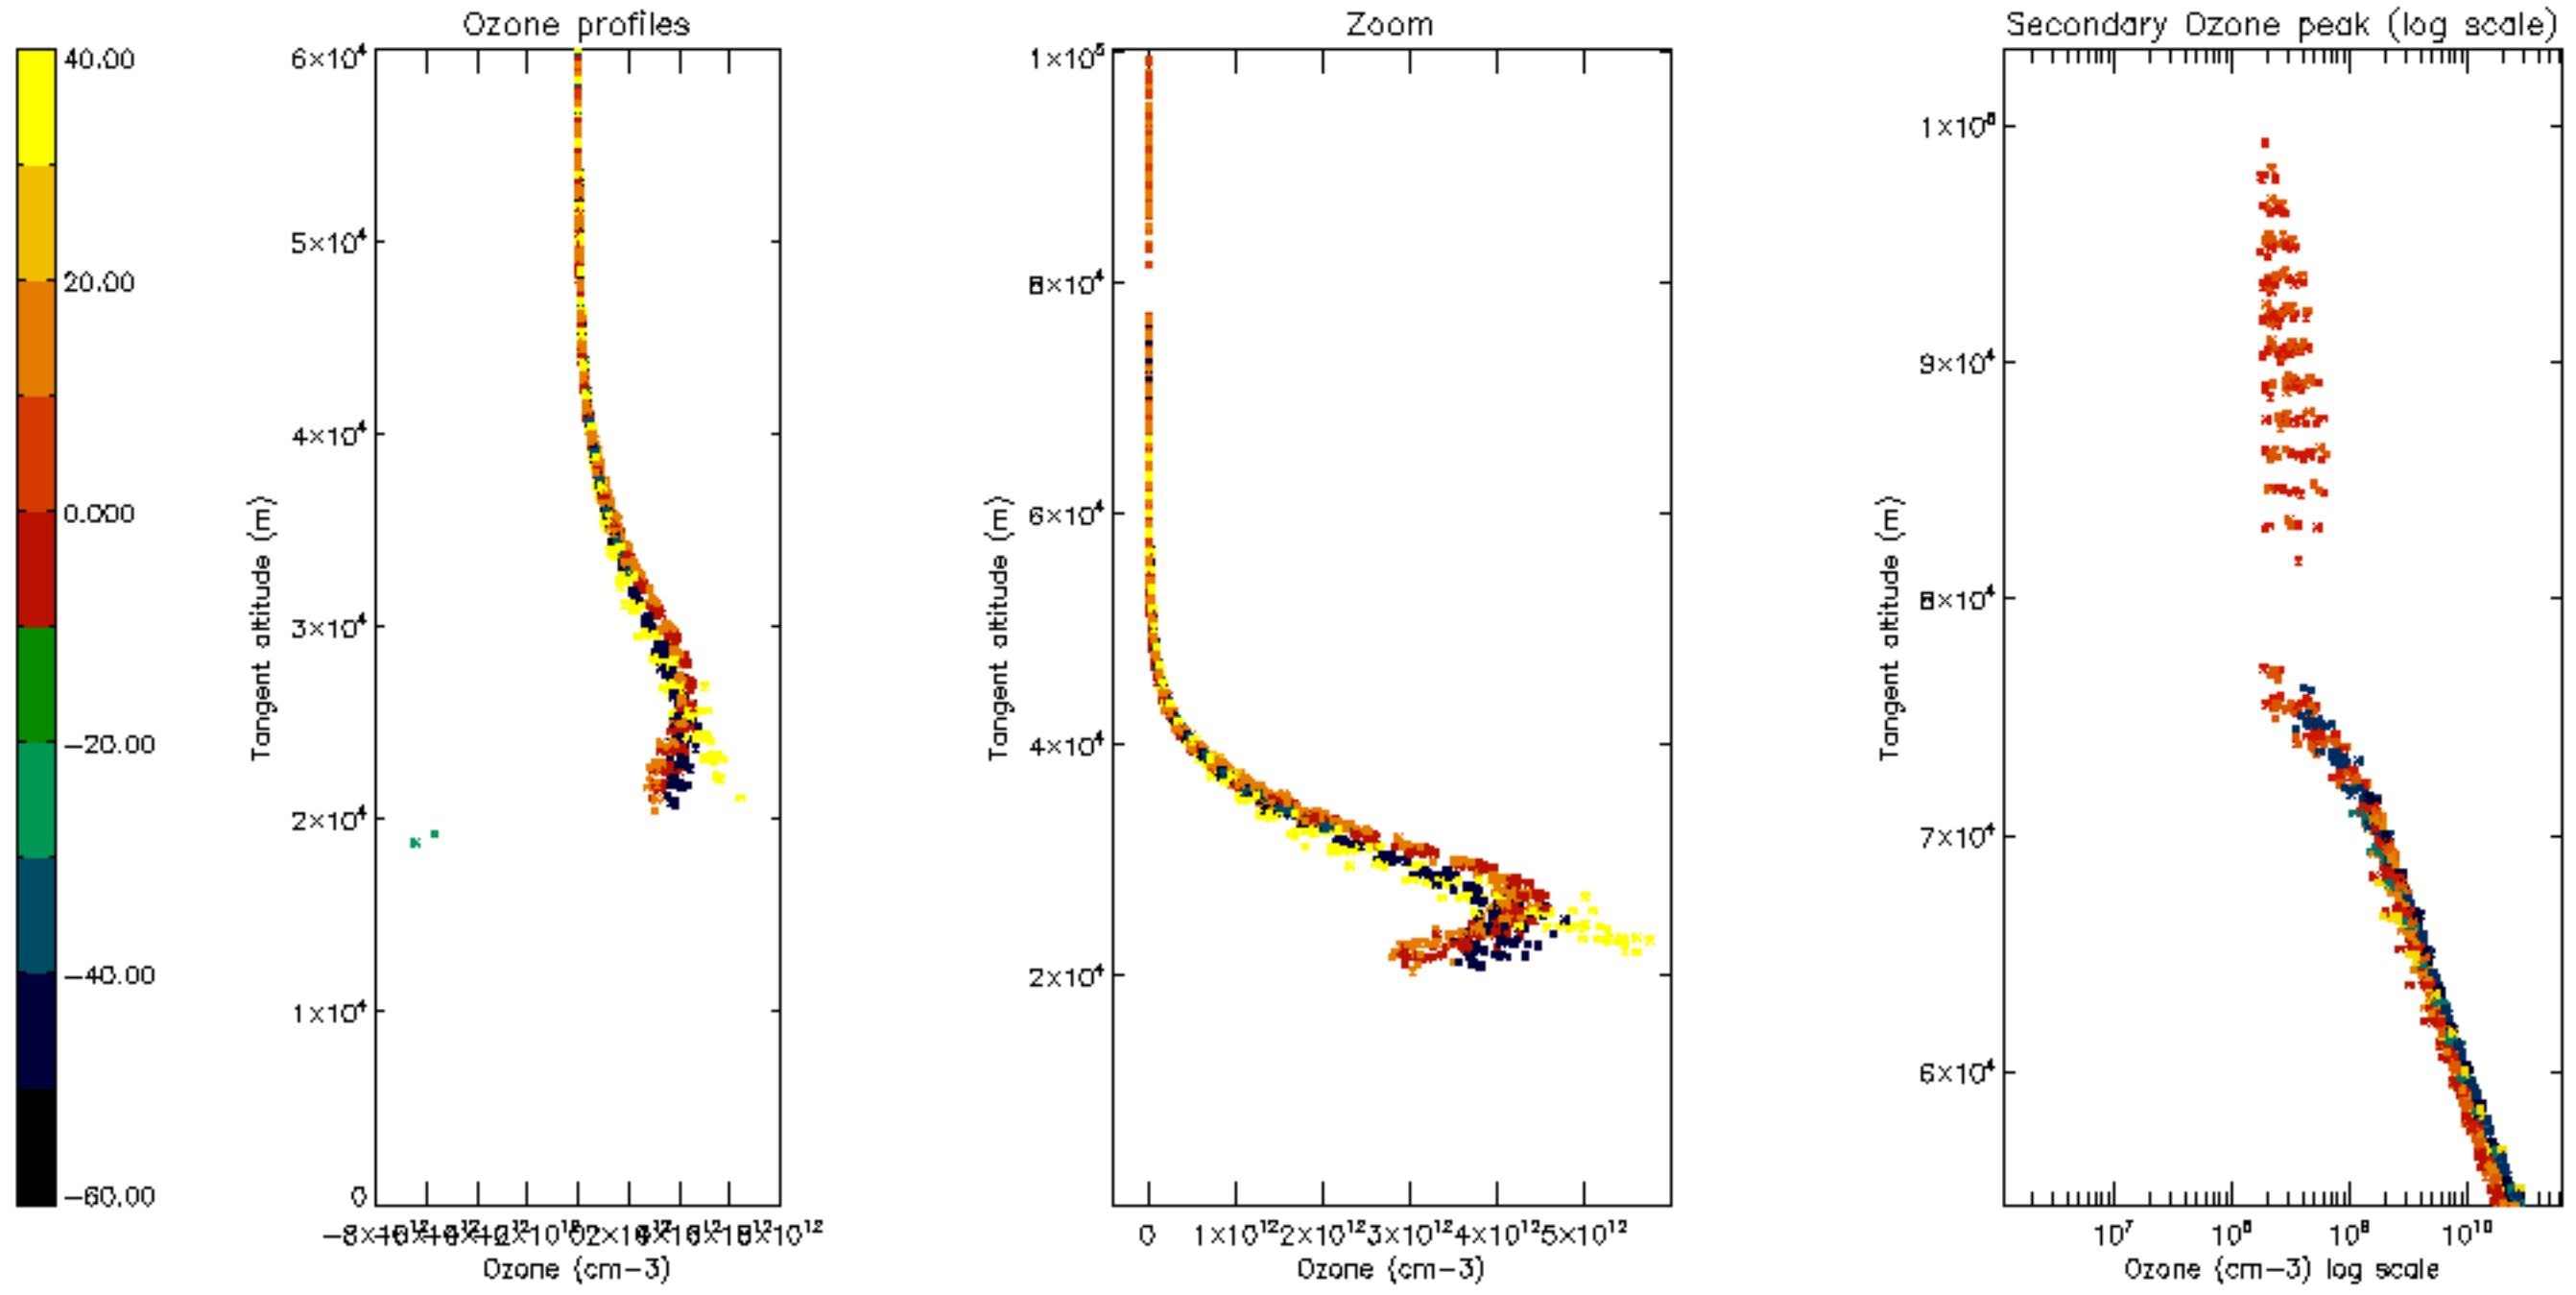 Ozone profiles
Zoom
Secondary Ozone peak (log scale)
40.00
20.00
0.000
−20.00
−40.00
−60.00
6×10⁴
5×10⁴
4×10⁴
3×10⁴
2×10⁴
1×10⁴
0
Tangent altitude (m)
Ozone (cm−3)
1×10⁵
8×10⁴
6×10⁴
4×10⁴
2×10⁴
Tangent altitude (m)
0 1×10¹² 2×10¹² 3×10¹² 4×10¹² 5×10¹²
Ozone (cm−3)
1×10⁵
9×10⁴
8×10⁴
7×10⁴
6×10⁴
Tangent altitude (m)
10⁷ 10⁸ 10⁹ 10¹⁰
Ozone (cm−3) log scale